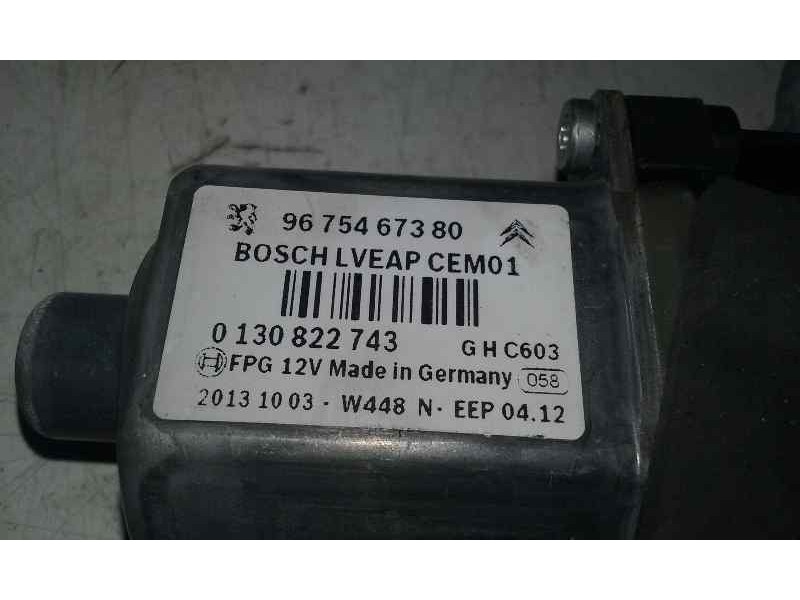 96 754 673 80
BOSCH LVEAP CEM01
0 130 822 743 G H C603
FPG 12V Made in Germany 058
2013 10 03 - W448 N - EEP 04.12